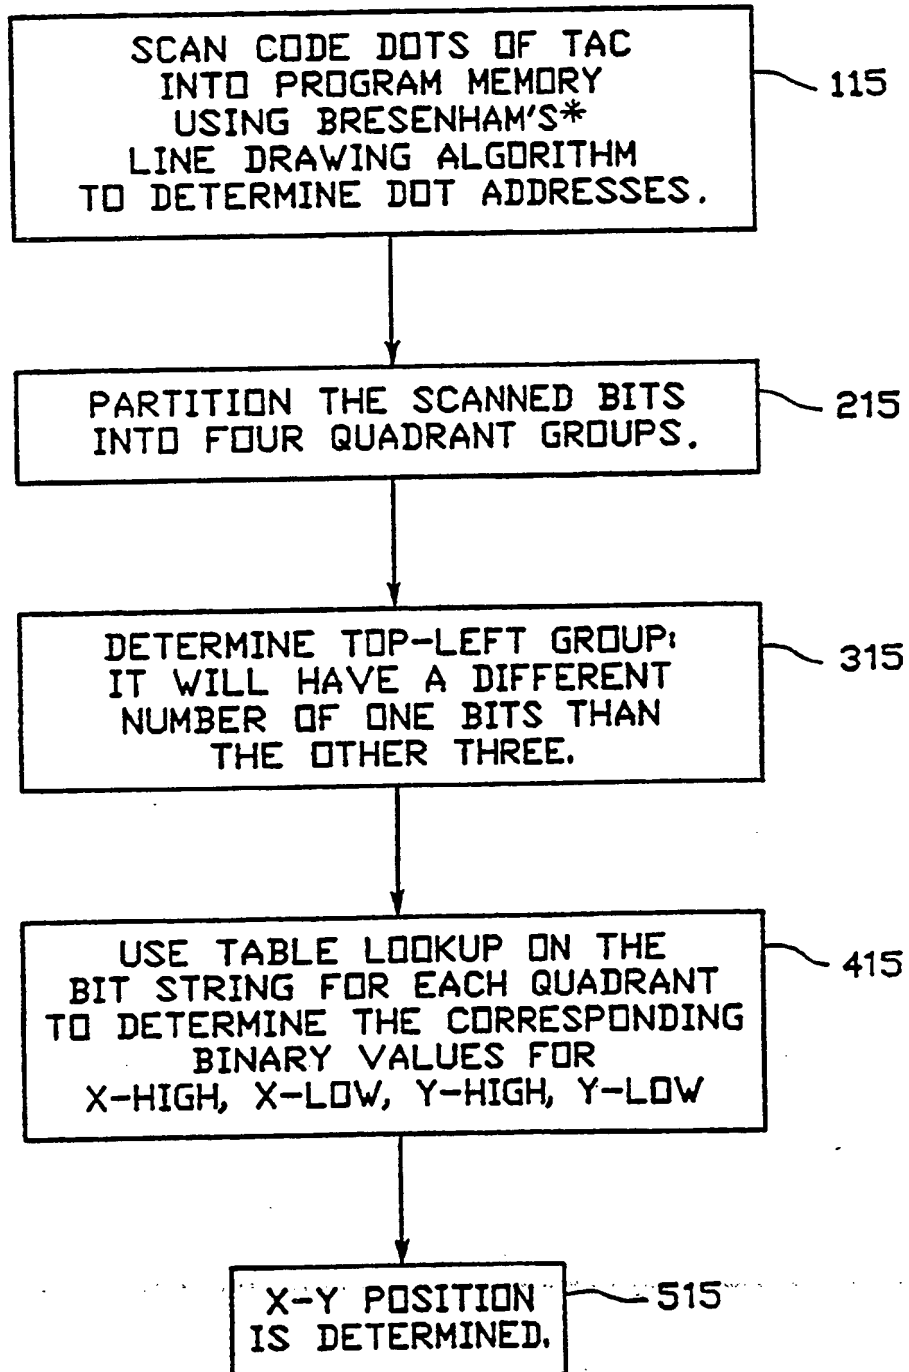 SCAN CODE DOTS OF TAC
INTO PROGRAM MEMORY
USING BRESENHAM'S*
LINE DRAWING ALGORITHM
TO DETERMINE DOT ADDRESSES.
115
PARTITION THE SCANNED BITS
INTO FOUR QUADRANT GROUPS.
215
DETERMINE TOP-LEFT GROUP:
IT WILL HAVE A DIFFERENT
NUMBER OF ONE BITS THAN
THE OTHER THREE.
315
USE TABLE LOOKUP ON THE
BIT STRING FOR EACH QUADRANT
TO DETERMINE THE CORRESPONDING
BINARY VALUES FOR
X-HIGH, X-LOW, Y-HIGH, Y-LOW
415
X-Y POSITION
IS DETERMINED.
515